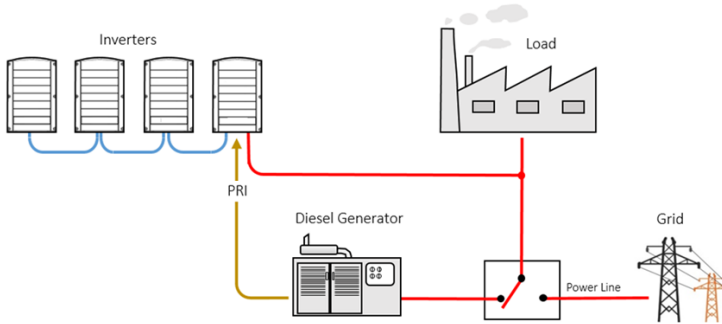 Inverters
Load
PRI
Diesel Generator
Grid
Power Line